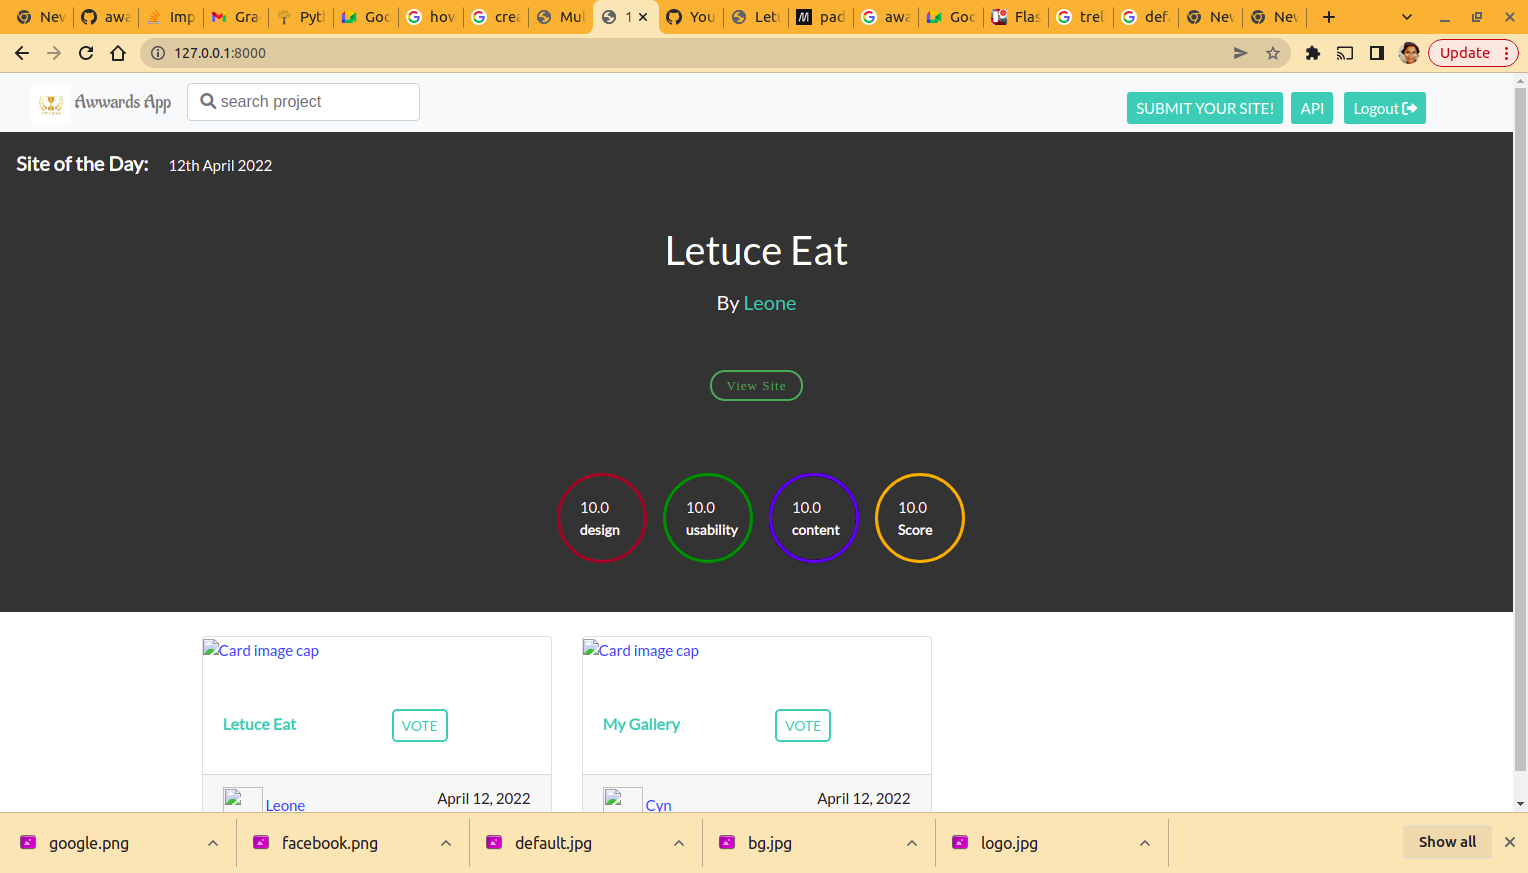 Nev awa Imp Gra Pyth Goo how crea Mul 1 You Letu pad awa Goo Flas trel defa Nev Nev
127.0.0.1:8000 Update
Awwards App search project SUBMIT YOUR SITE! API Logout
Site of the Day: 12th April 2022
Letuce Eat
By Leone
View Site
10.0 10.0 10.0 10.0
design usability content Score
Card image cap Card image cap
Letuce Eat VOTE My Gallery VOTE
Leone April 12, 2022 Cyn April 12, 2022
google.png facebook.png default.jpg bg.jpg logo.jpg Show all